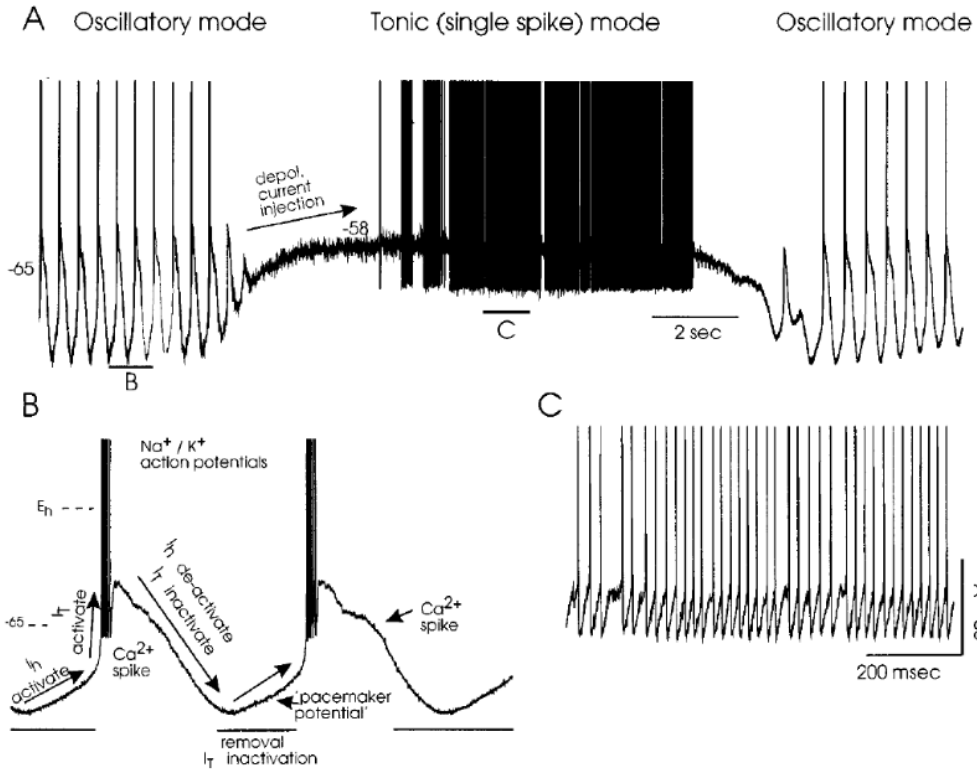 A
Oscillatory mode
Tonic (single spike) mode
Oscillatory mode
depol.
current
injection
-58
-65
B
C
2 sec
B
Na+ / K+
action potentials
Eh
-65
Ih
activate
IT
activate
Ca2+
spike
Ih de-activate
IT inactivate
Ca2+
spike
'pacemaker
potential'
removal
IT inactivation
C
200 msec